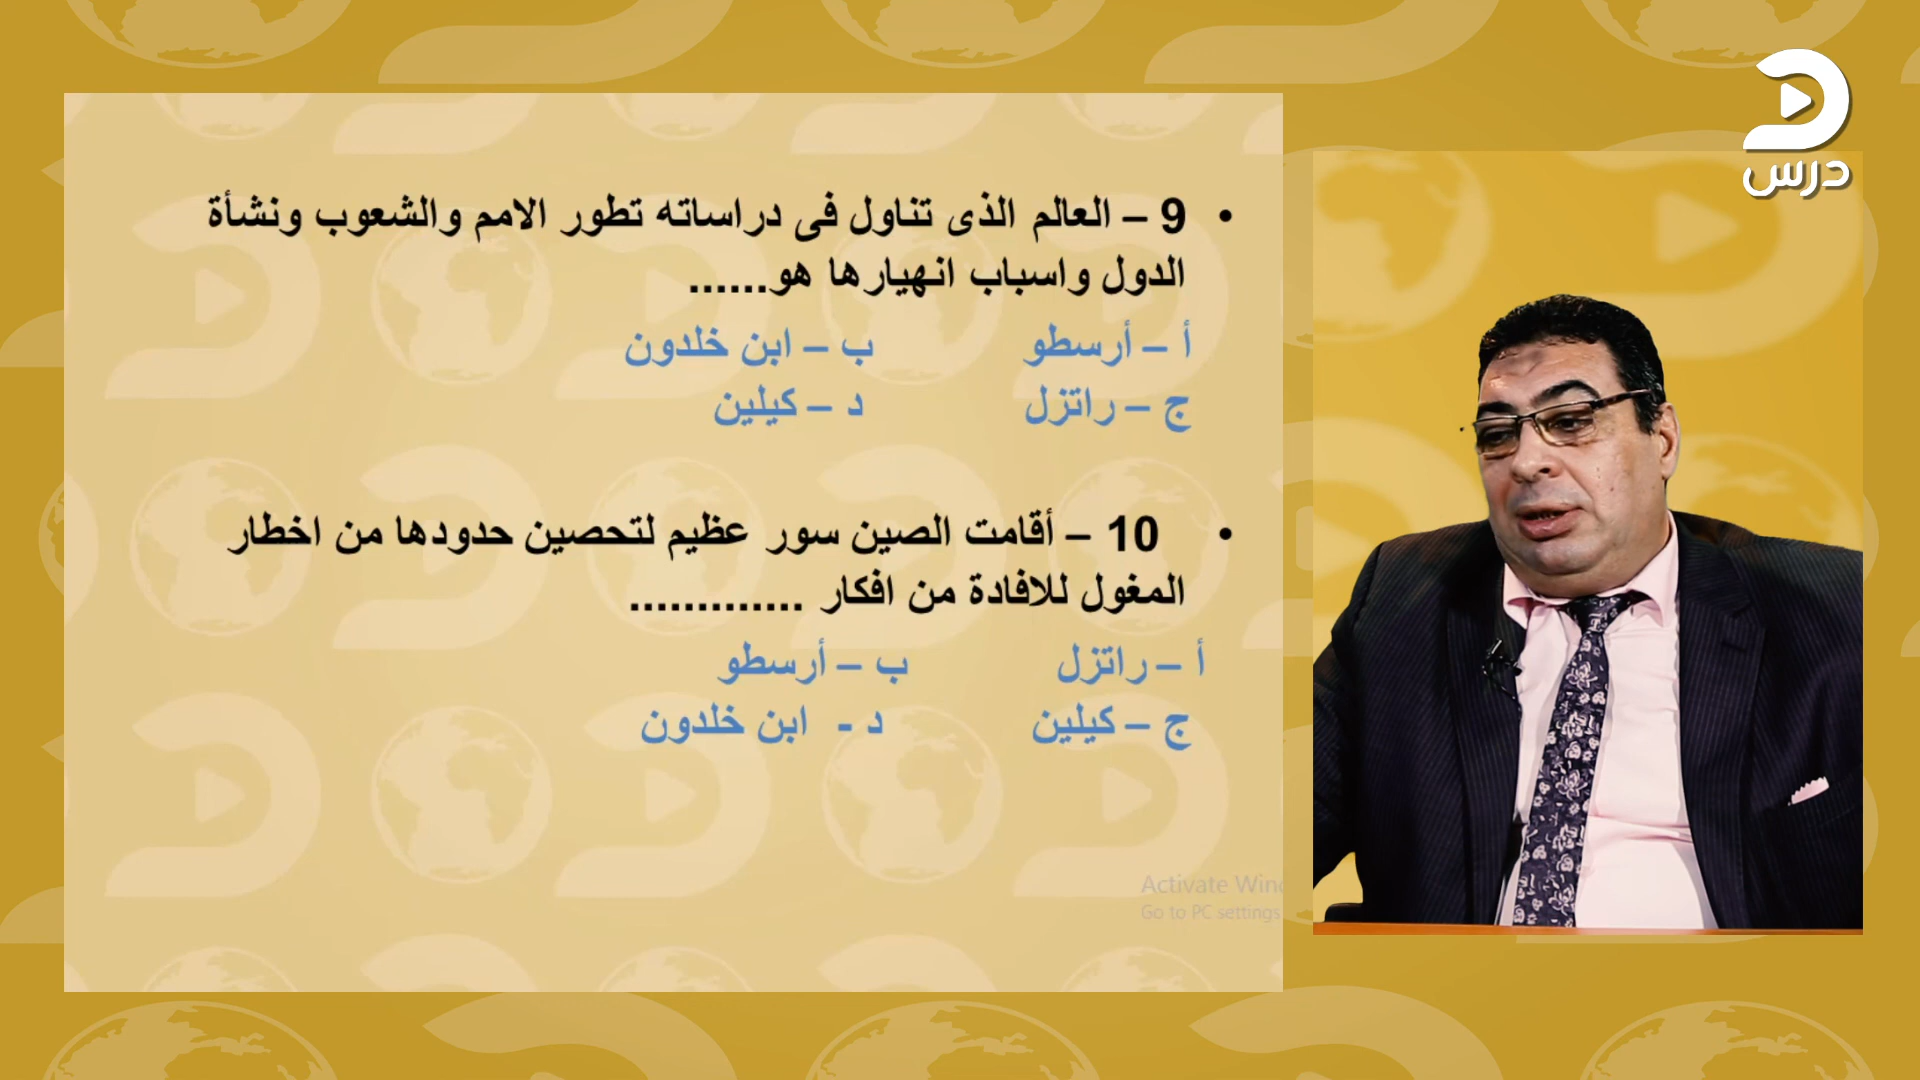 درس
• 9 – العالم الذى تناول فى دراساته تطور الامم والشعوب ونشأة
الدول واسباب انهيارها هو......
أ – أرسطو ب – ابن خلدون
ج – راتزل د – كيلين
• 10 – أقامت الصين سور عظيم لتحصين حدودها من اخطار
المغول للافادة من افكار .............
أ – راتزل ب – أرسطو
ج – كيلين د - ابن خلدون
Activate Wind
Go to PC settings